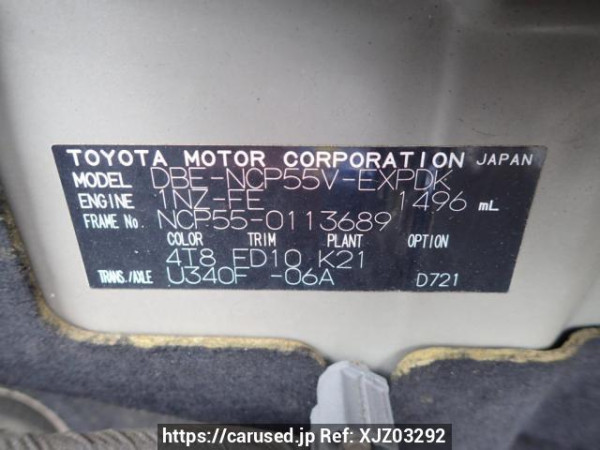 TOYOTA MOTOR CORPORATION JAPAN
MODEL DBE-NCP55V-EXPDK
ENGINE 1NZ-FE 1496 mL
FRAME No. NCP55-0113689
COLOR TRIM PLANT OPTION
4T8 FD10 K21
TRANS./AXLE U340F -06A D721
https://carused.jp Ref: XJZ03292